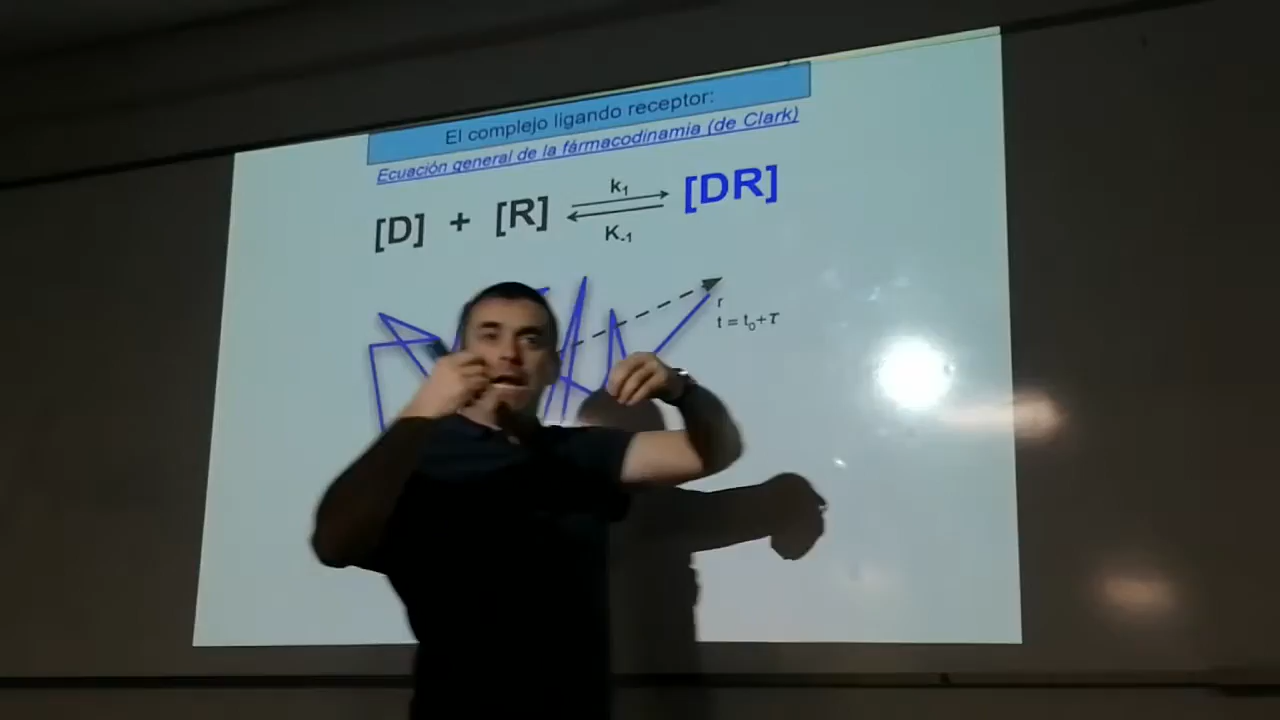 El complejo ligando receptor:
Ecuación general de la fármacodinamia (de Clark)
k₁
[D] + [R] [DR]
K₋₁
r
t = t₀+τ